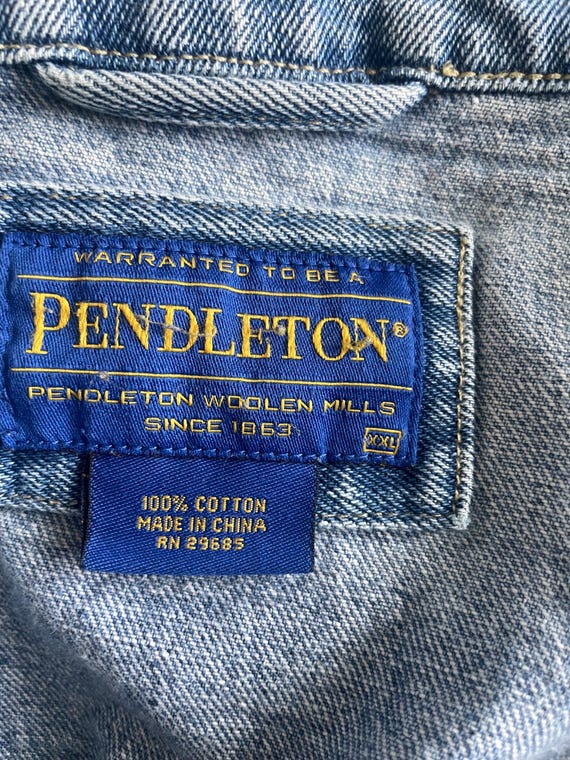 WARRANTED TO BE A
PENDLETON®
PENDLETON WOOLEN MILLS
SINCE 1863
XXL
100% COTTON
MADE IN CHINA
RN 29685